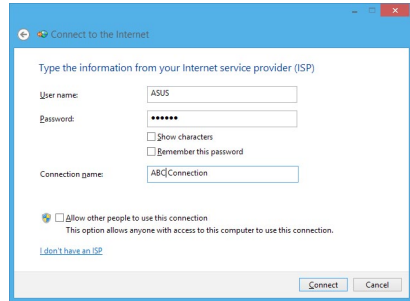 Connect to the Internet
Type the information from your Internet service provider (ISP)
User name:
ASUS
Password:
••••••
Show characters
Remember this password
Connection name:
ABC Connection
Allow other people to use this connection
This option allows anyone with access to this computer to use this connection.
I don't have an ISP
Connect
Cancel